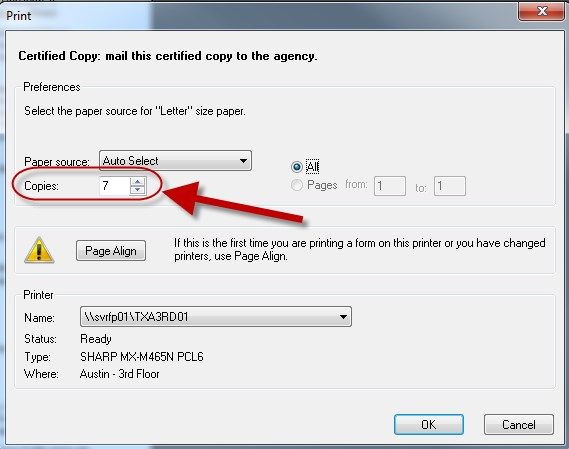 Print
Certified Copy: mail this certified copy to the agency.
Preferences
Select the paper source for "Letter" size paper.
Paper source: Auto Select
All
Copies: 7
Pages from: 1 to: 1
Page Align
If this is the first time you are printing a form on this printer or you have changed
printers, use Page Align.
Printer
Name: \\svrfp01\TXA3RD01
Status: Ready
Type: SHARP MX-M465N PCL6
Where: Austin - 3rd Floor
OK Cancel